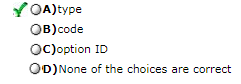 A)type
B)code
C)option ID
D)None of the choices are correct